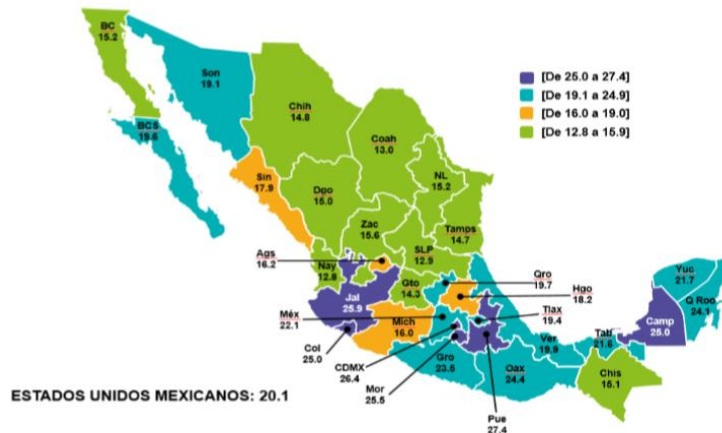 BC
15.2
Son
19.1
[De 25.0 a 27.4]
[De 19.1 a 24.9]
[De 16.0 a 19.0]
[De 12.8 a 15.9]
Chih
14.8
BCS
19.6
Coah
13.0
Sin
17.9
NL
15.2
Dgo
15.0
Zac
15.6
Tamps
14.7
SLP
12.9
Ags
16.2
Nay
12.8
Gto
14.3
Qro
19.7
Hgo
18.2
Yuc
21.7
Q Roo
24.1
Jal
25.9
Méx
22.1
Mich
16.0
Tlax
19.4
Camp
25.0
Tab
21.6
Ver
19.9
Col
25.0
CDMX
26.4
Gro
23.5
Oax
24.4
Chis
15.1
Mor
25.5
Pue
27.4
ESTADOS UNIDOS MEXICANOS: 20.1